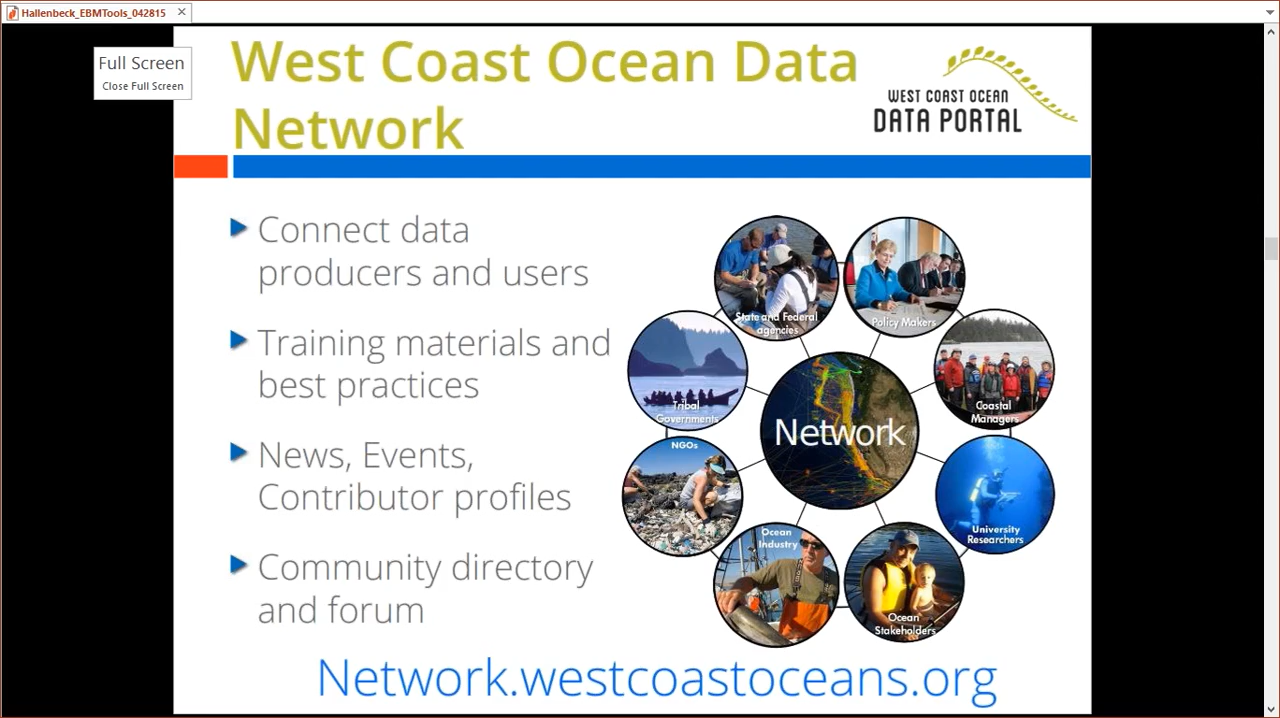 Hallenbeck_EBMTools_042815
Full Screen
Close Full Screen
West Coast Ocean Data
Network
WEST COAST OCEAN
DATA PORTAL
Connect data
producers and users
Training materials and
best practices
News, Events,
Contributor profiles
Community directory
and forum
State and Federal
agencies
Policy Makers
Tribal
Governments
Coastal
Managers
Network
NGOs
University
Researchers
Ocean
Industry
Ocean
Stakeholders
Network.westcoastoceans.org